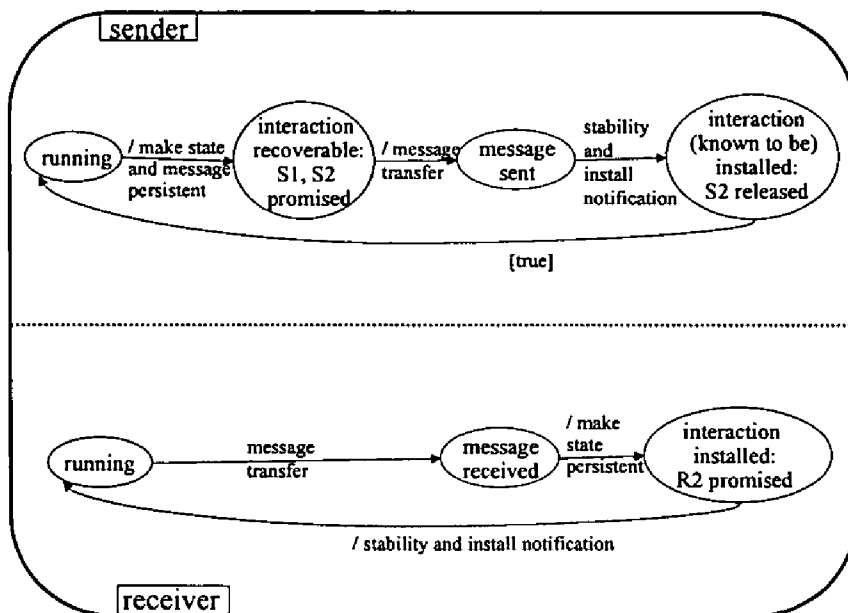 sender
running
/ make state
and message
persistent
interaction
recoverable:
S1, S2
promised
/ message
transfer
message
sent
stability
and
install
notification
interaction
(known to be)
installed:
S2 released
[true]
running
message
transfer
message
received
/ make
state
persistent
interaction
installed:
R2 promised
/ stability and install notification
receiver